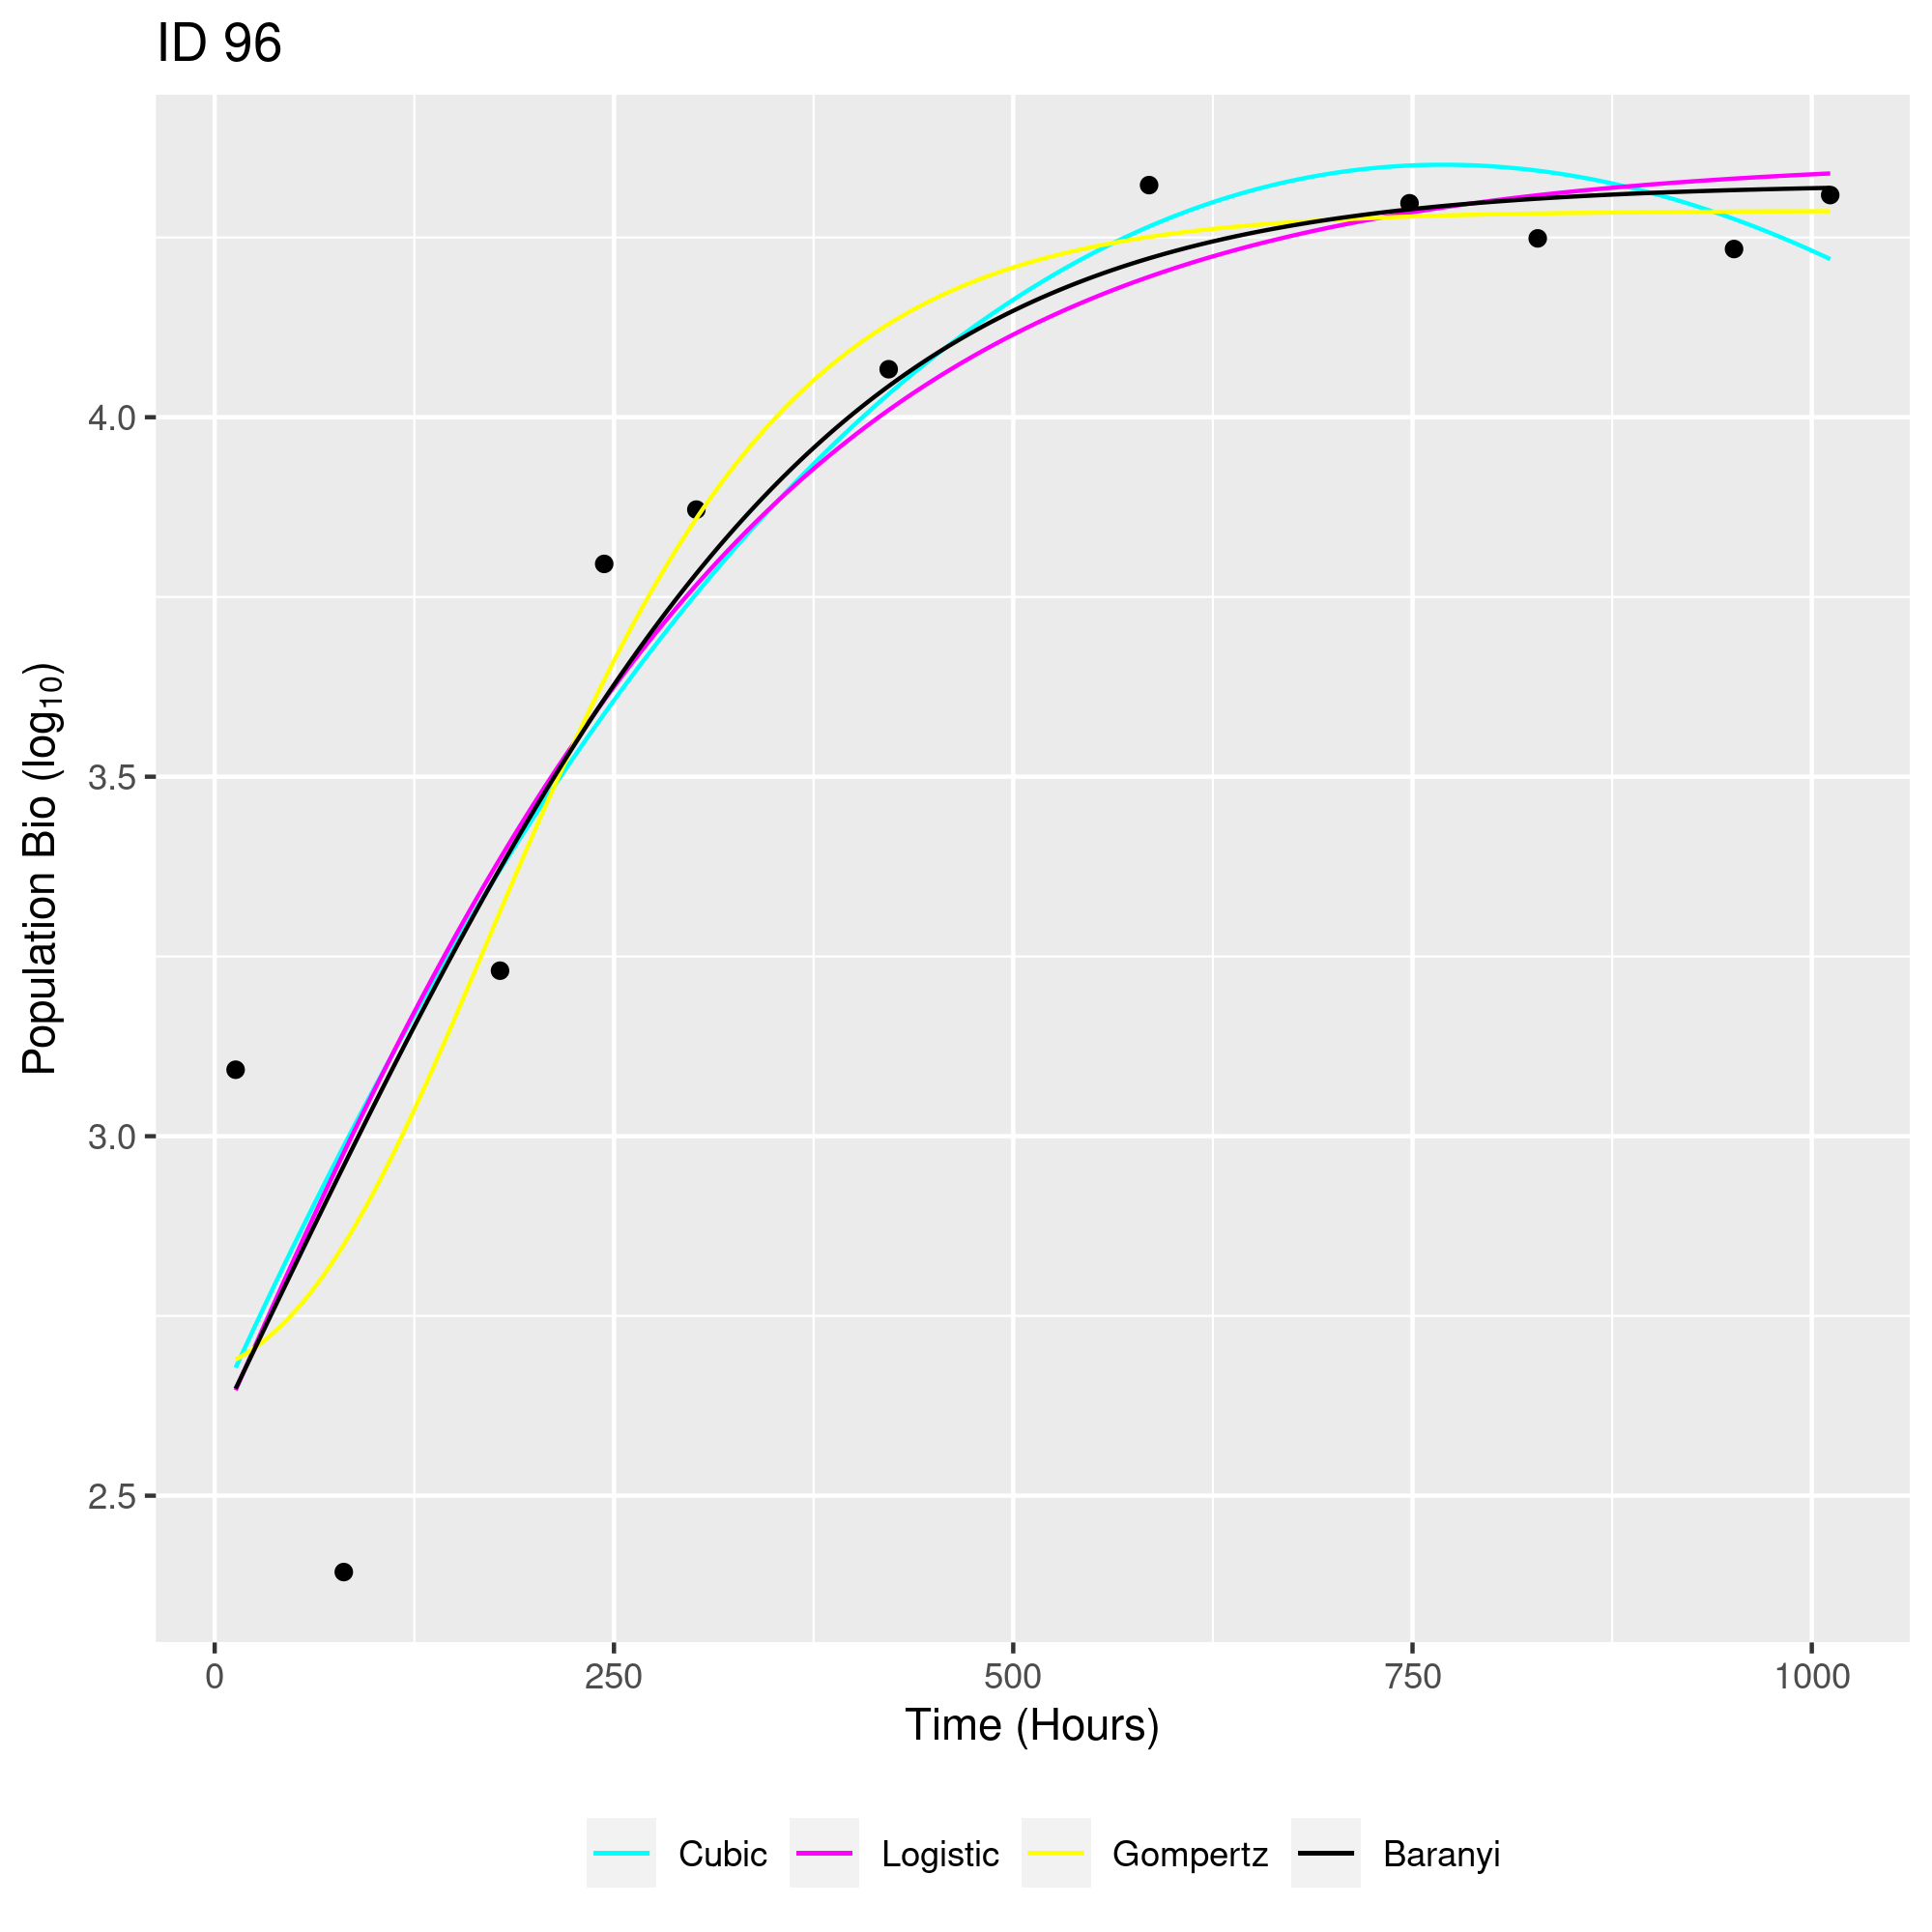 ID 96
Population Bio (log₁₀)
4.0
3.5
3.0
2.5
0 250 500 750 1000
Time (Hours)
Cubic Logistic Gompertz Baranyi